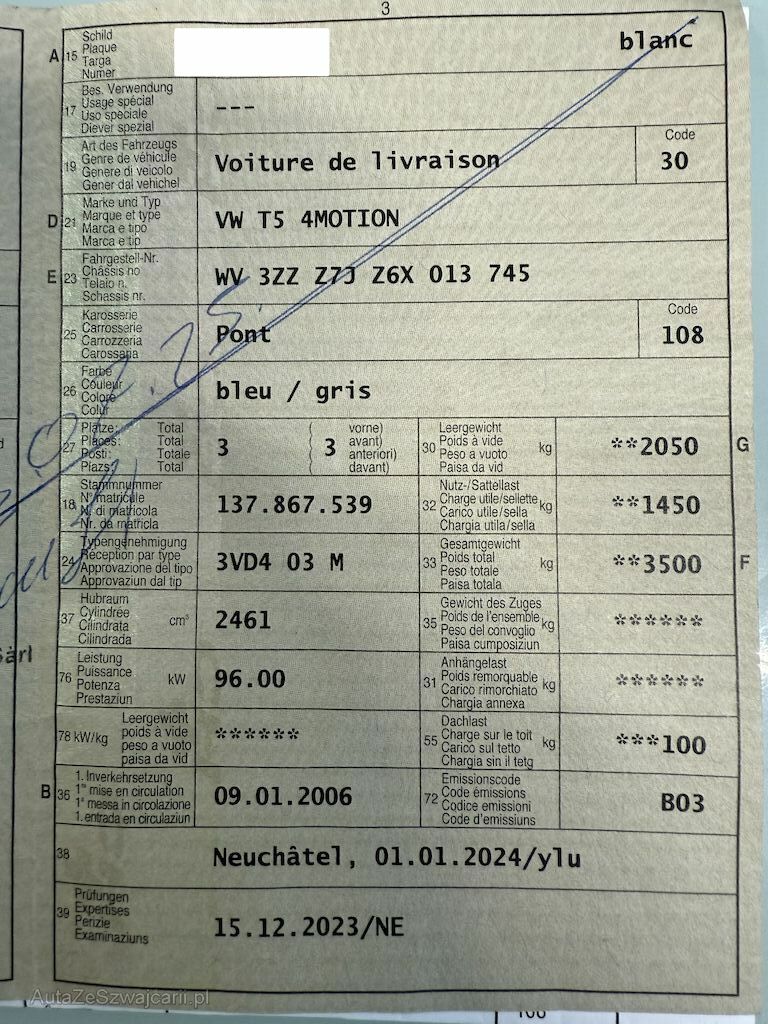 3
A 15 Schild
Plaque
Targa
Numer
blanc
17 Bes. Verwendung
Usage spécial
Uso speciale
Diever spezial
---
19 Art des Fahrzeugs
Genre de véhicule
Genere di veicolo
Gener dal vehichel
Voiture de livraison
Code
30
D 21 Marke und Typ
Marque et type
Marca e tipo
Marca e tip
VW T5 4MOTION
E 23 Fahrgestell-Nr.
Châssis no
Telaio n.
Schassis nr.
WV 3ZZ Z7J Z6X 013 745
25 Karosserie
Carrosserie
Carrozzeria
Carossaria
Pont
Code
108
26 Farbe
Couleur
Colore
Colur
bleu / gris
27 Plätze: Total
Places: Total
Posti: Totale
Plazs: Total
3
( vorne)
( 3 avant)
( anteriori)
( davant)
30 Leergewicht
Poids à vide
Peso a vuoto
Paisa da vid
kg
**2050
G
18 Stammnummer
N° matricule
N. di matricola
Nr. da matricla
137.867.539
32 Nutz-/Sattellast
Charge utile/sellette
Carico utile/sella
Chargia utila/sella
kg
**1450
24 Typengenehmigung
Réception par type
Approvazione del tipo
Approvaziun dal tip
3VD4 03 M
33 Gesamtgewicht
Poids total
Peso totale
Paisa totala
kg
**3500
F
37 Hubraum
Cylindrée
Cilindrata
Cilindrada
cm³
2461
35 Gewicht des Zuges
Poids de l'ensemble
Peso del convoglio
Paisa cumposiziun
kg
******
76 Leistung
Puissance
Potenza
Prestaziun
kW
96.00
31 Anhängelast
Poids remorquable
Carico rimorchiato
Chargia annexa
kg
******
78 kW/kg
Leergewicht
poids à vide
peso a vuoto
paisa da vid
******
55 Dachlast
Charge sur le toit
Carico sul tetto
Chargia sin il tetg
kg
***100
B 36 1. Inverkehrsetzung
1re mise en circulation
1a messa in circolazione
1. entrada en circulaziun
09.01.2006
72 Emissionscode
Code émissions
Codice emissioni
Code d'emissiuns
B03
38
Neuchâtel, 01.01.2024/ylu
39 Prüfungen
Expertises
Perizie
Examinaziuns
15.12.2023/NE
Sàrl
AutaZeSzwajcarii.pl